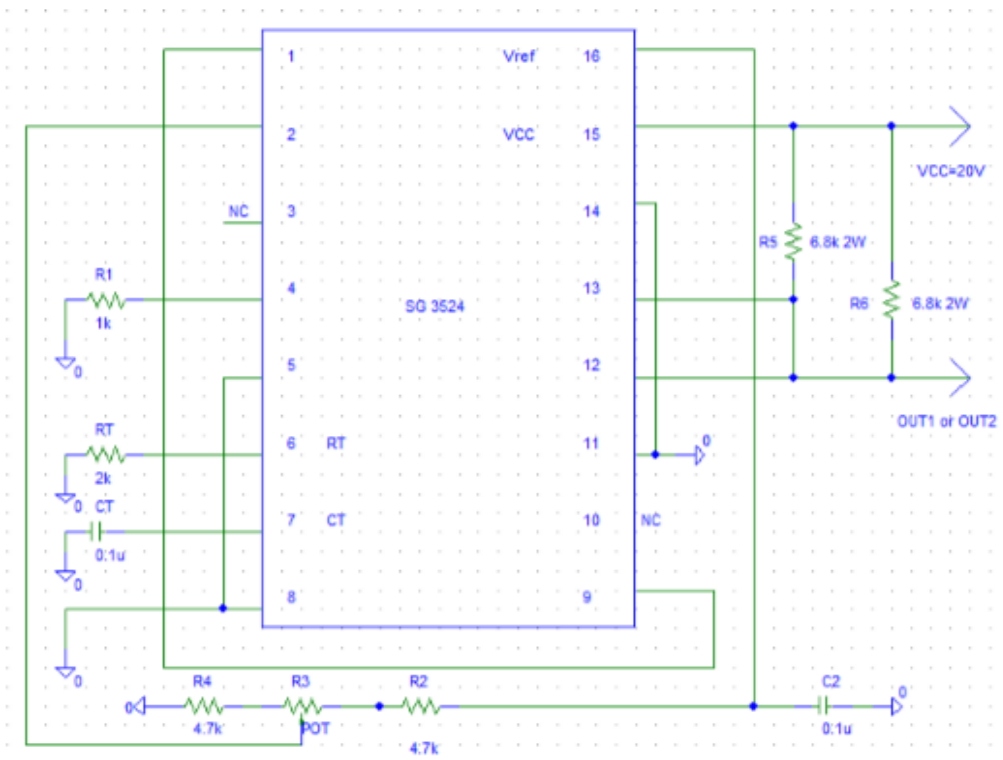 1 Vref 16
2 VCC 15
VCC=20V
NC 3 14
R5 6.8k 2W
R1
4 13
R6 6.8k 2W
1k
SG 3524
0
5 12
OUT1 or OUT2
RT
6 RT 11 0
2k
0 CT
7 CT 10 NC
0.1u
0
8 9
0
R4 R3 R2 C2
0 0
4.7k POT 0.1u
4.7k